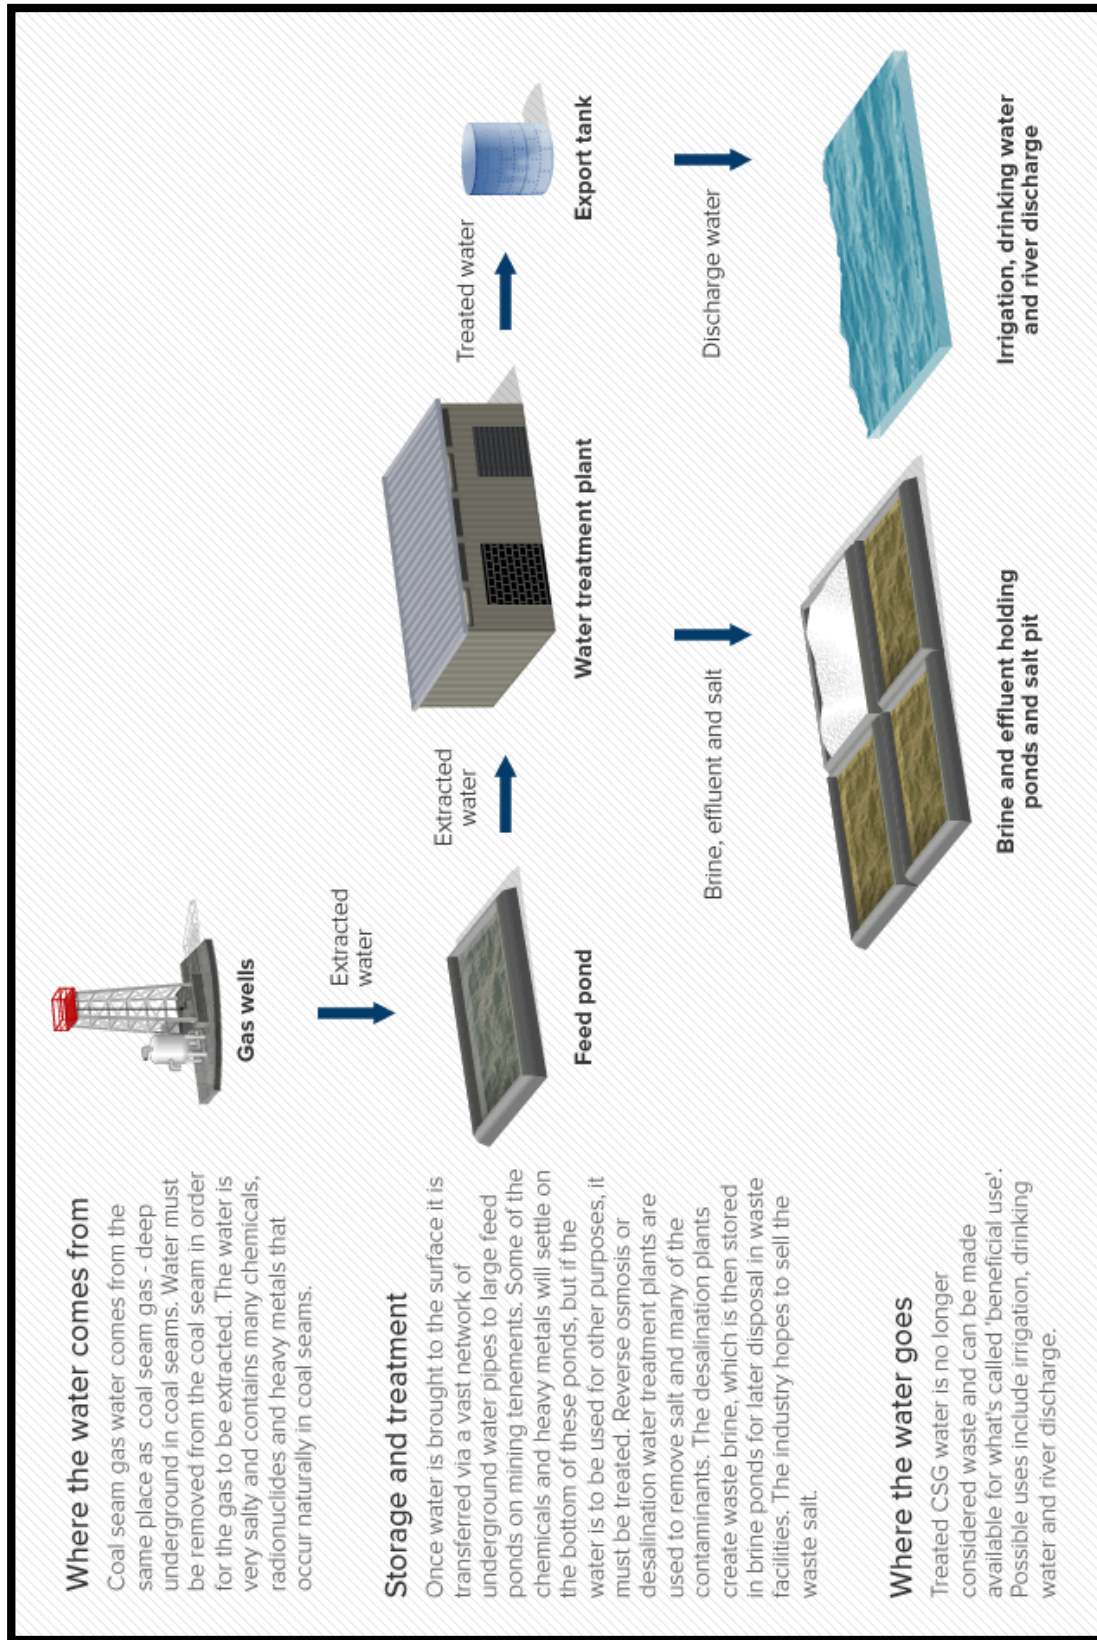 Where the water comes from
Coal seam gas water comes from the
same place as coal seam gas - deep
underground in coal seams. Water must
be removed from the coal seam in order
for the gas to be extracted. The water is
very salty and contains many chemicals,
radionuclides and heavy metals that
occur naturally in coal seams.
Gas wells
Extracted
water
Storage and treatment
Once water is brought to the surface it is
transferred via a vast network of
underground water pipes to large feed
ponds on mining tenements. Some of the
chemicals and heavy metals will settle on
the bottom of these ponds, but if the
water is to be used for other purposes, it
must be treated. Reverse osmosis or
desalination water treatment plants are
used to remove salt and many of the
contaminants. The desalination plants
create waste brine, which is then stored
in brine ponds for later disposal in waste
facilities. The industry hopes to sell the
waste salt.
Feed pond
Extracted
water
Water treatment plant
Treated water
Export tank
Brine, effluent and salt
Discharge water
Where the water goes
Treated CSG water is no longer
considered waste and can be made
available for what's called 'beneficial use'.
Possible uses include irrigation, drinking
water and river discharge.
Brine and effluent holding
ponds and salt pit
Irrigation, drinking water
and river discharge